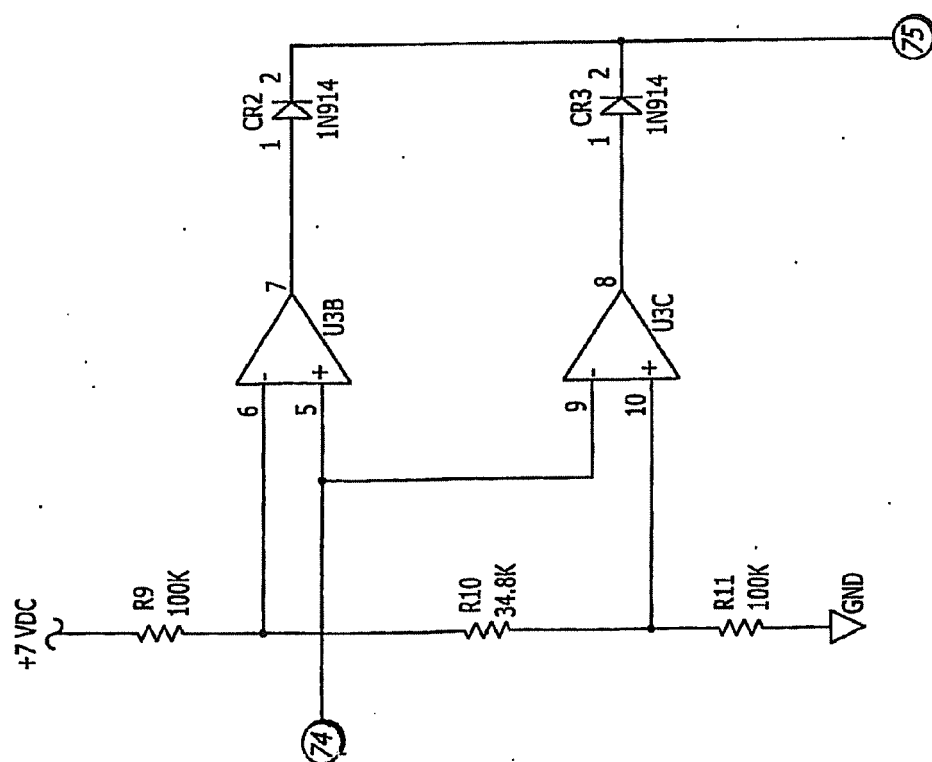 +7 VDC
R9
100K
R10
34.8K
R11
100K
GND
74
6
5
-
+
7
U3B
9
10
-
+
8
U3C
1
CR2
2
1N914
1
CR3
2
1N914
75